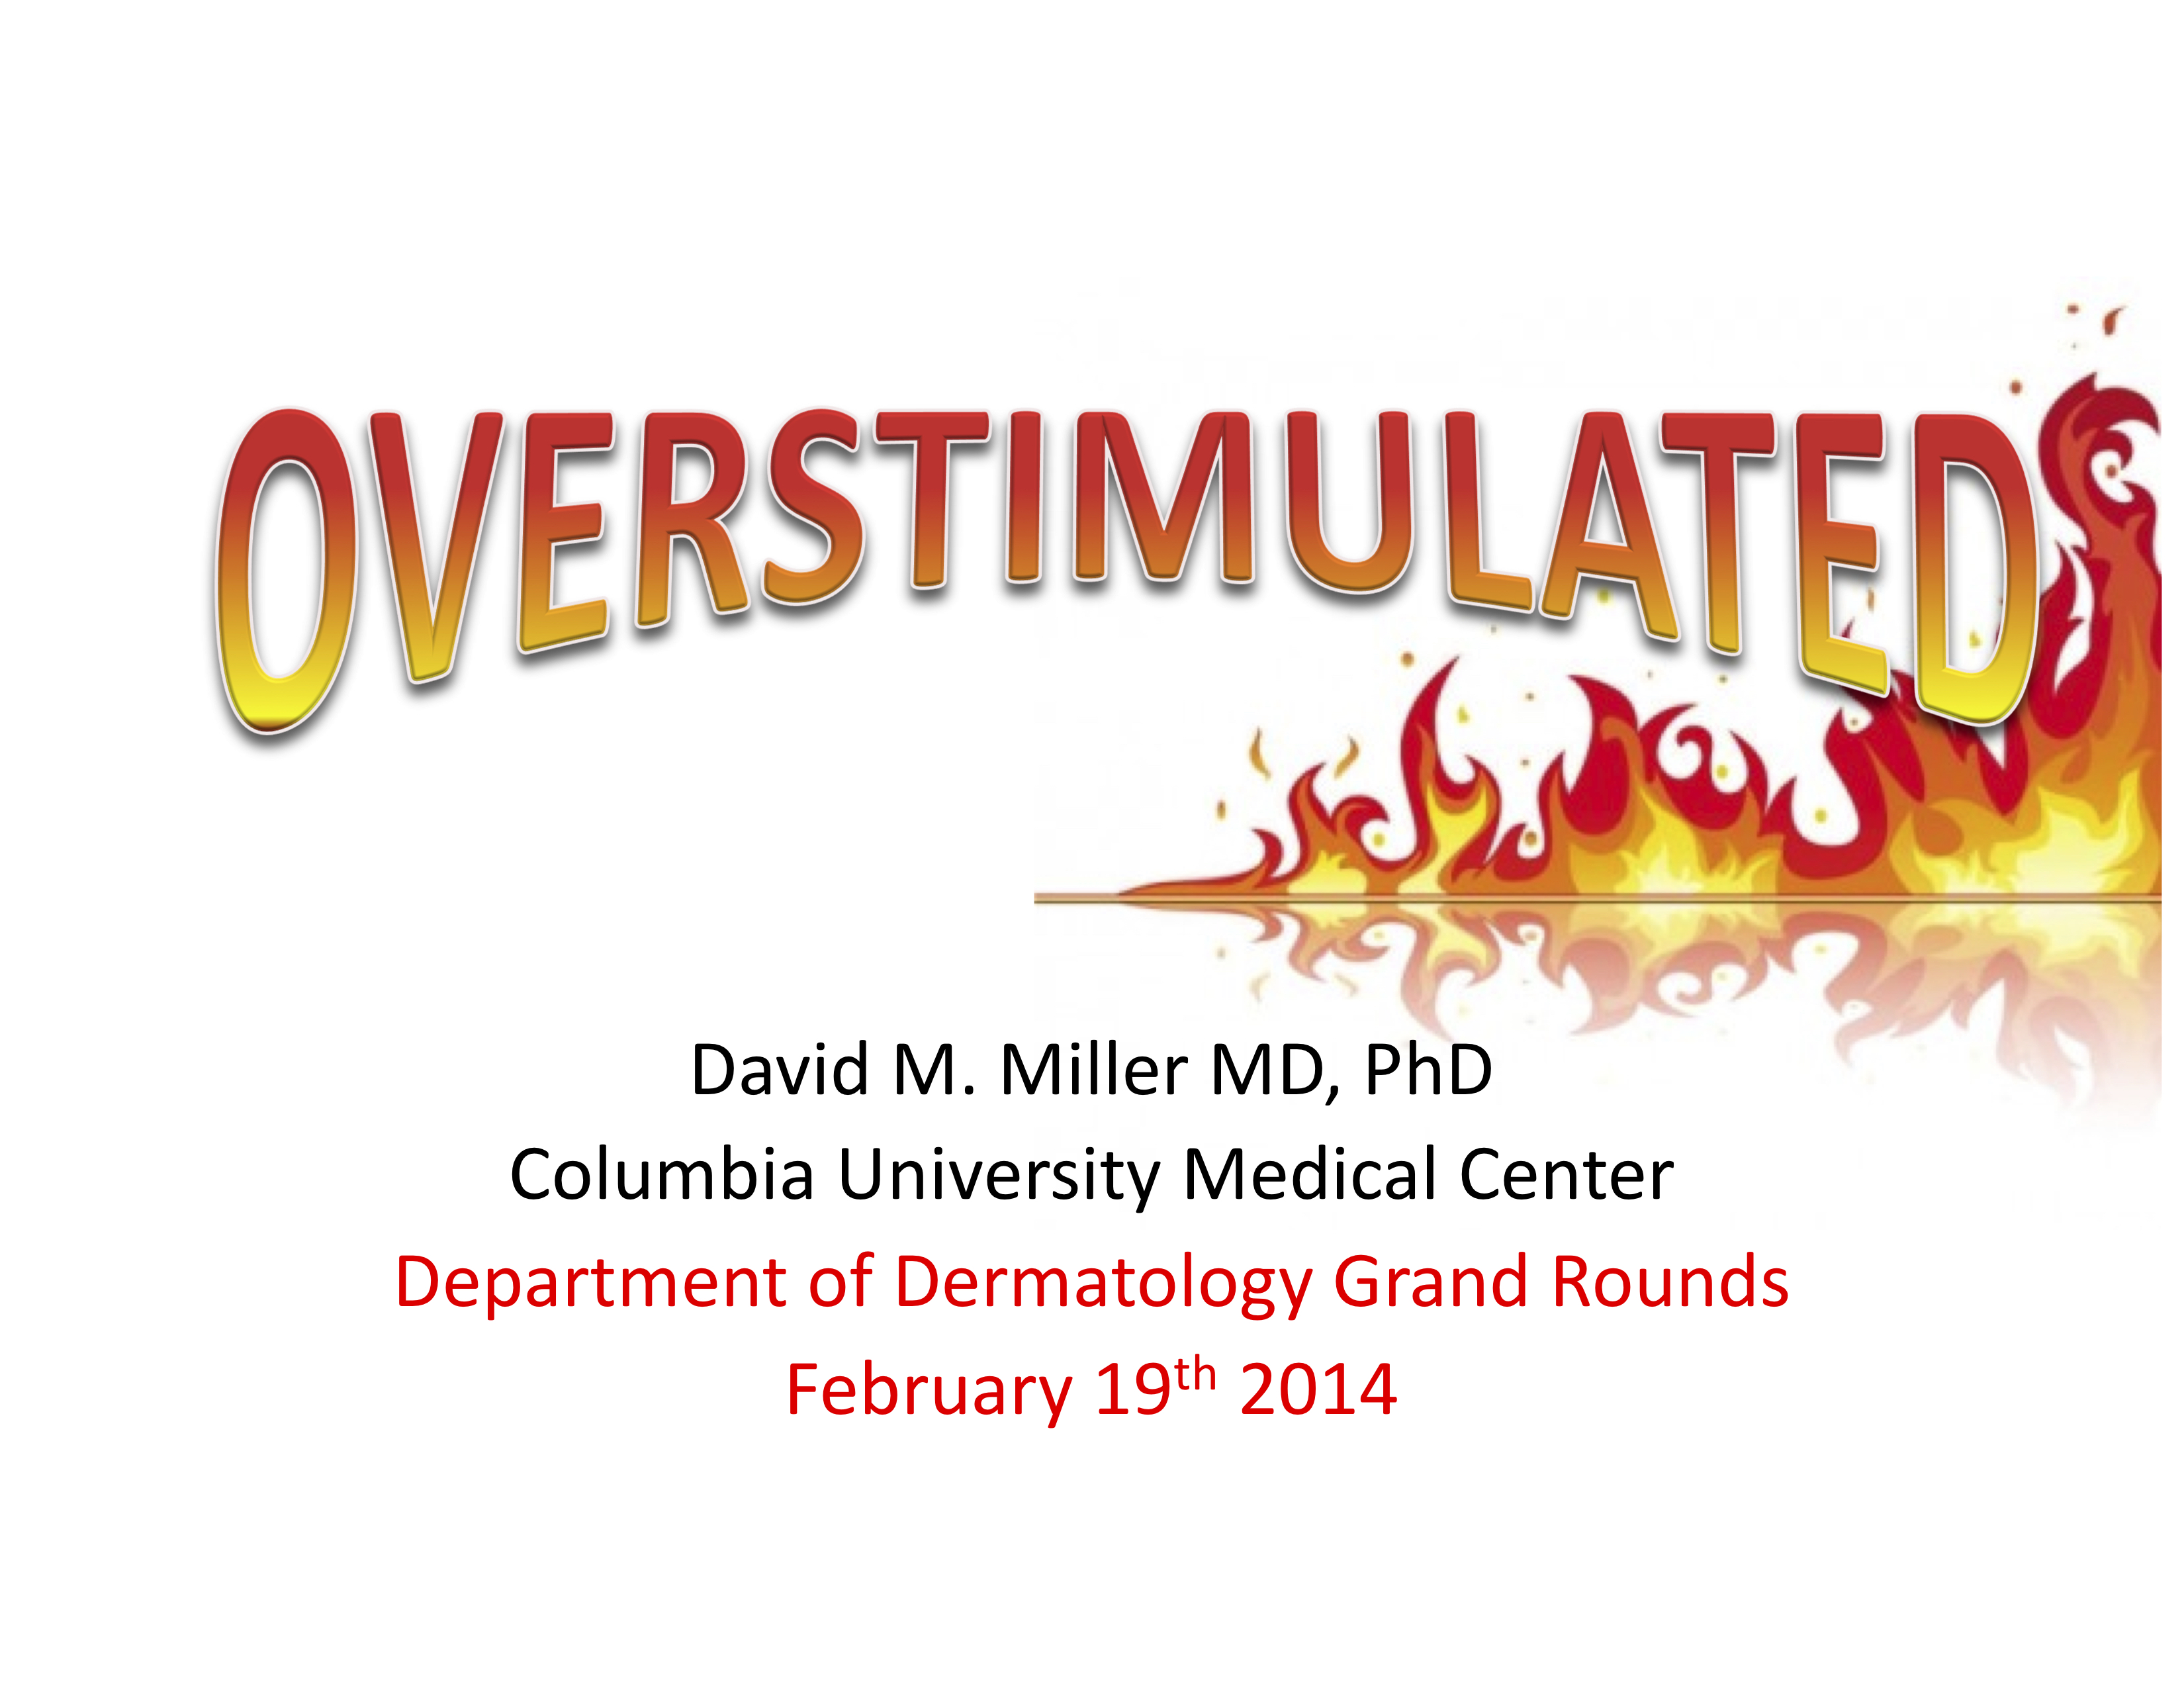 OVERSTIMULATED
David M. Miller MD, PhD
Columbia University Medical Center
Department of Dermatology Grand Rounds
February 19th 2014